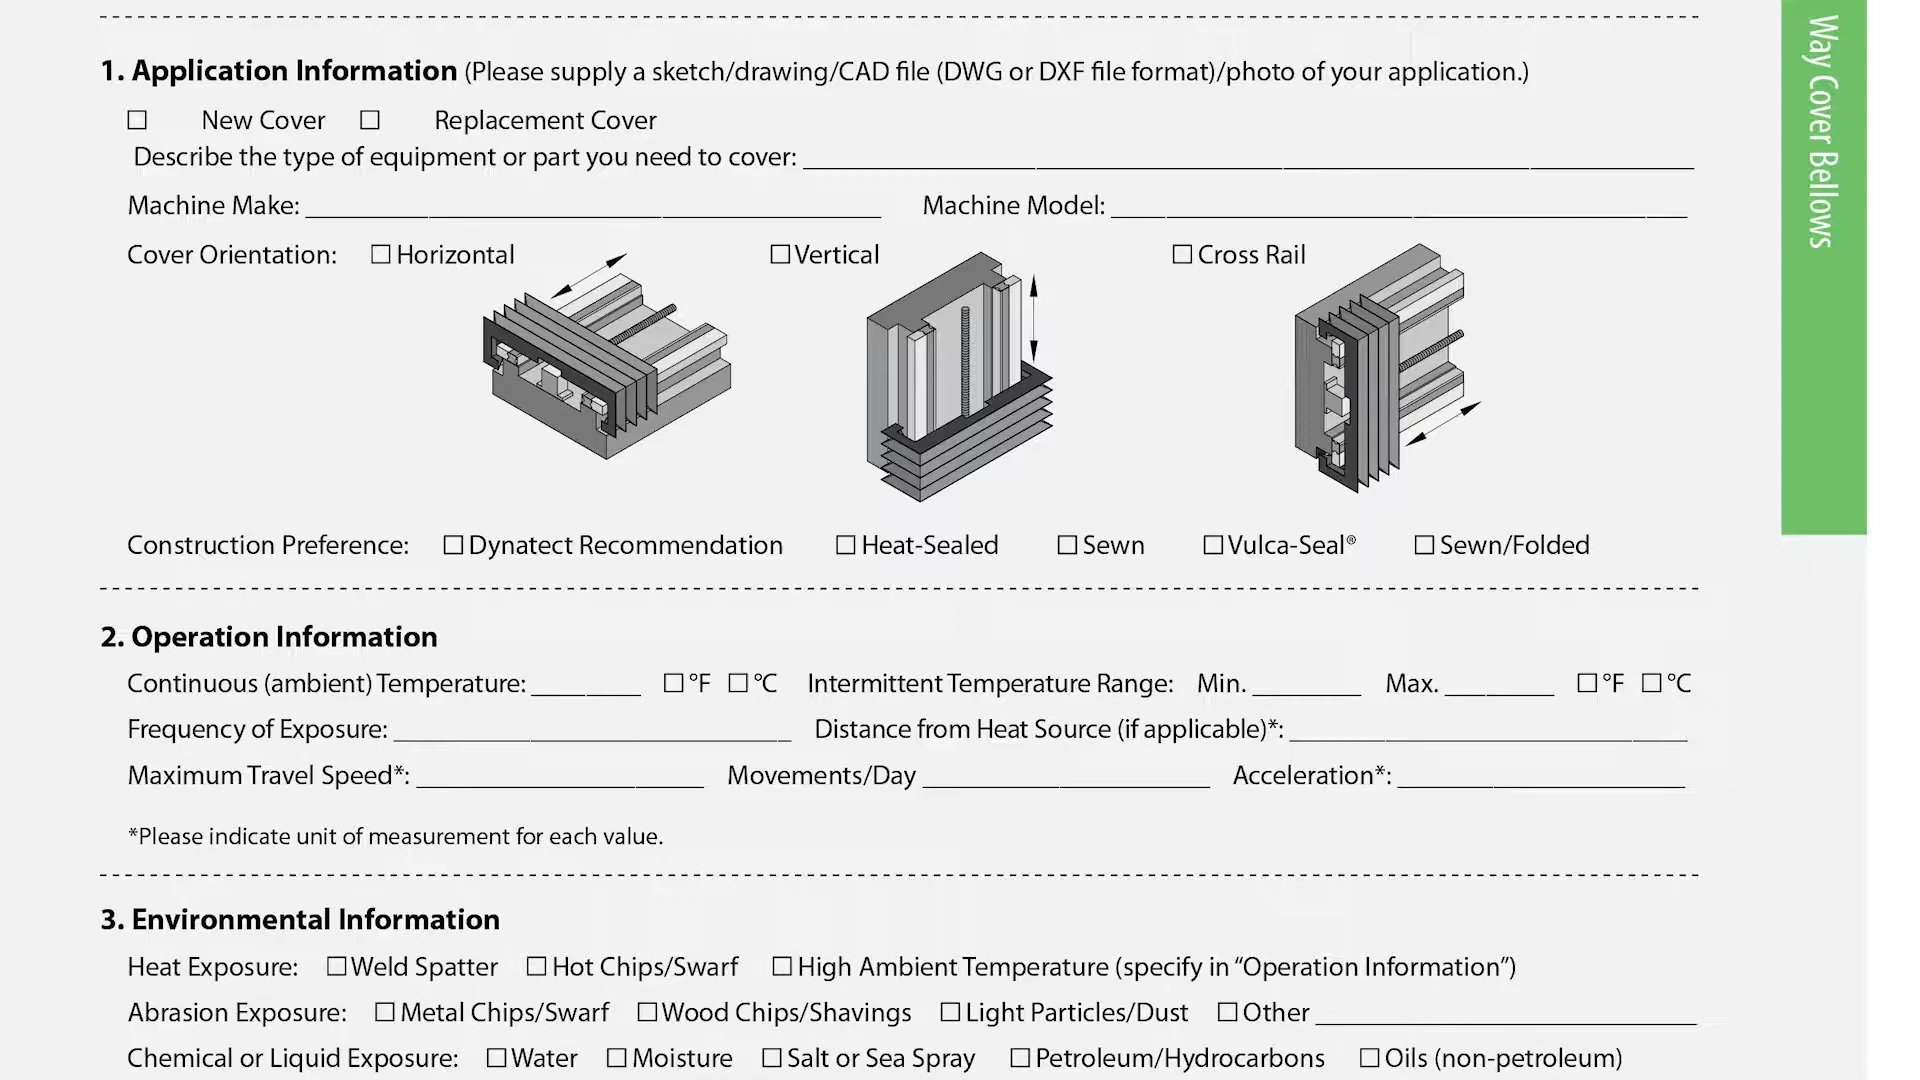 1. Application Information (Please supply a sketch/drawing/CAD file (DWG or DXF file format)/photo of your application.)
☐ New Cover ☐ Replacement Cover
Describe the type of equipment or part you need to cover:
Machine Make: Machine Model:
Cover Orientation: ☐ Horizontal ☐ Vertical ☐ Cross Rail
Construction Preference: ☐ Dynatect Recommendation ☐ Heat-Sealed ☐ Sewn ☐ Vulca-Seal® ☐ Sewn/Folded
2. Operation Information
Continuous (ambient) Temperature: ☐ °F ☐ °C Intermittent Temperature Range: Min. Max. ☐ °F ☐ °C
Frequency of Exposure: Distance from Heat Source (if applicable)*:
Maximum Travel Speed*: Movements/Day Acceleration*:
*Please indicate unit of measurement for each value.
3. Environmental Information
Heat Exposure: ☐ Weld Spatter ☐ Hot Chips/Swarf ☐ High Ambient Temperature (specify in “Operation Information”)
Abrasion Exposure: ☐ Metal Chips/Swarf ☐ Wood Chips/Shavings ☐ Light Particles/Dust ☐ Other
Chemical or Liquid Exposure: ☐ Water ☐ Moisture ☐ Salt or Sea Spray ☐ Petroleum/Hydrocarbons ☐ Oils (non-petroleum)
Way Cover Bellows